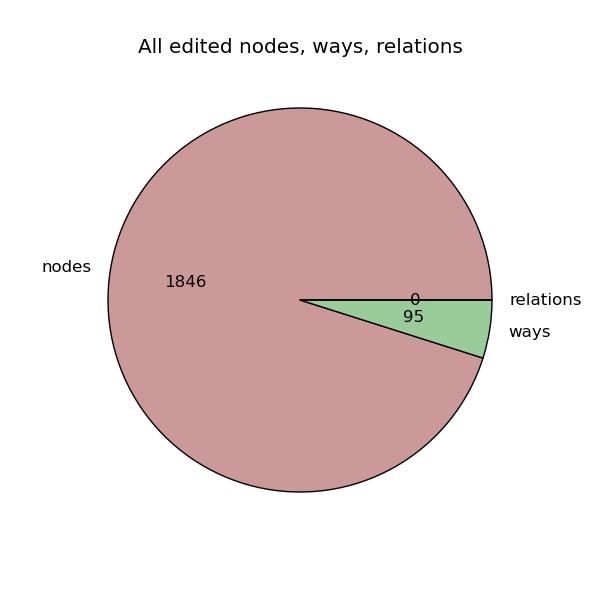 All edited nodes, ways, relations
nodes
1846
0
relations
95
ways